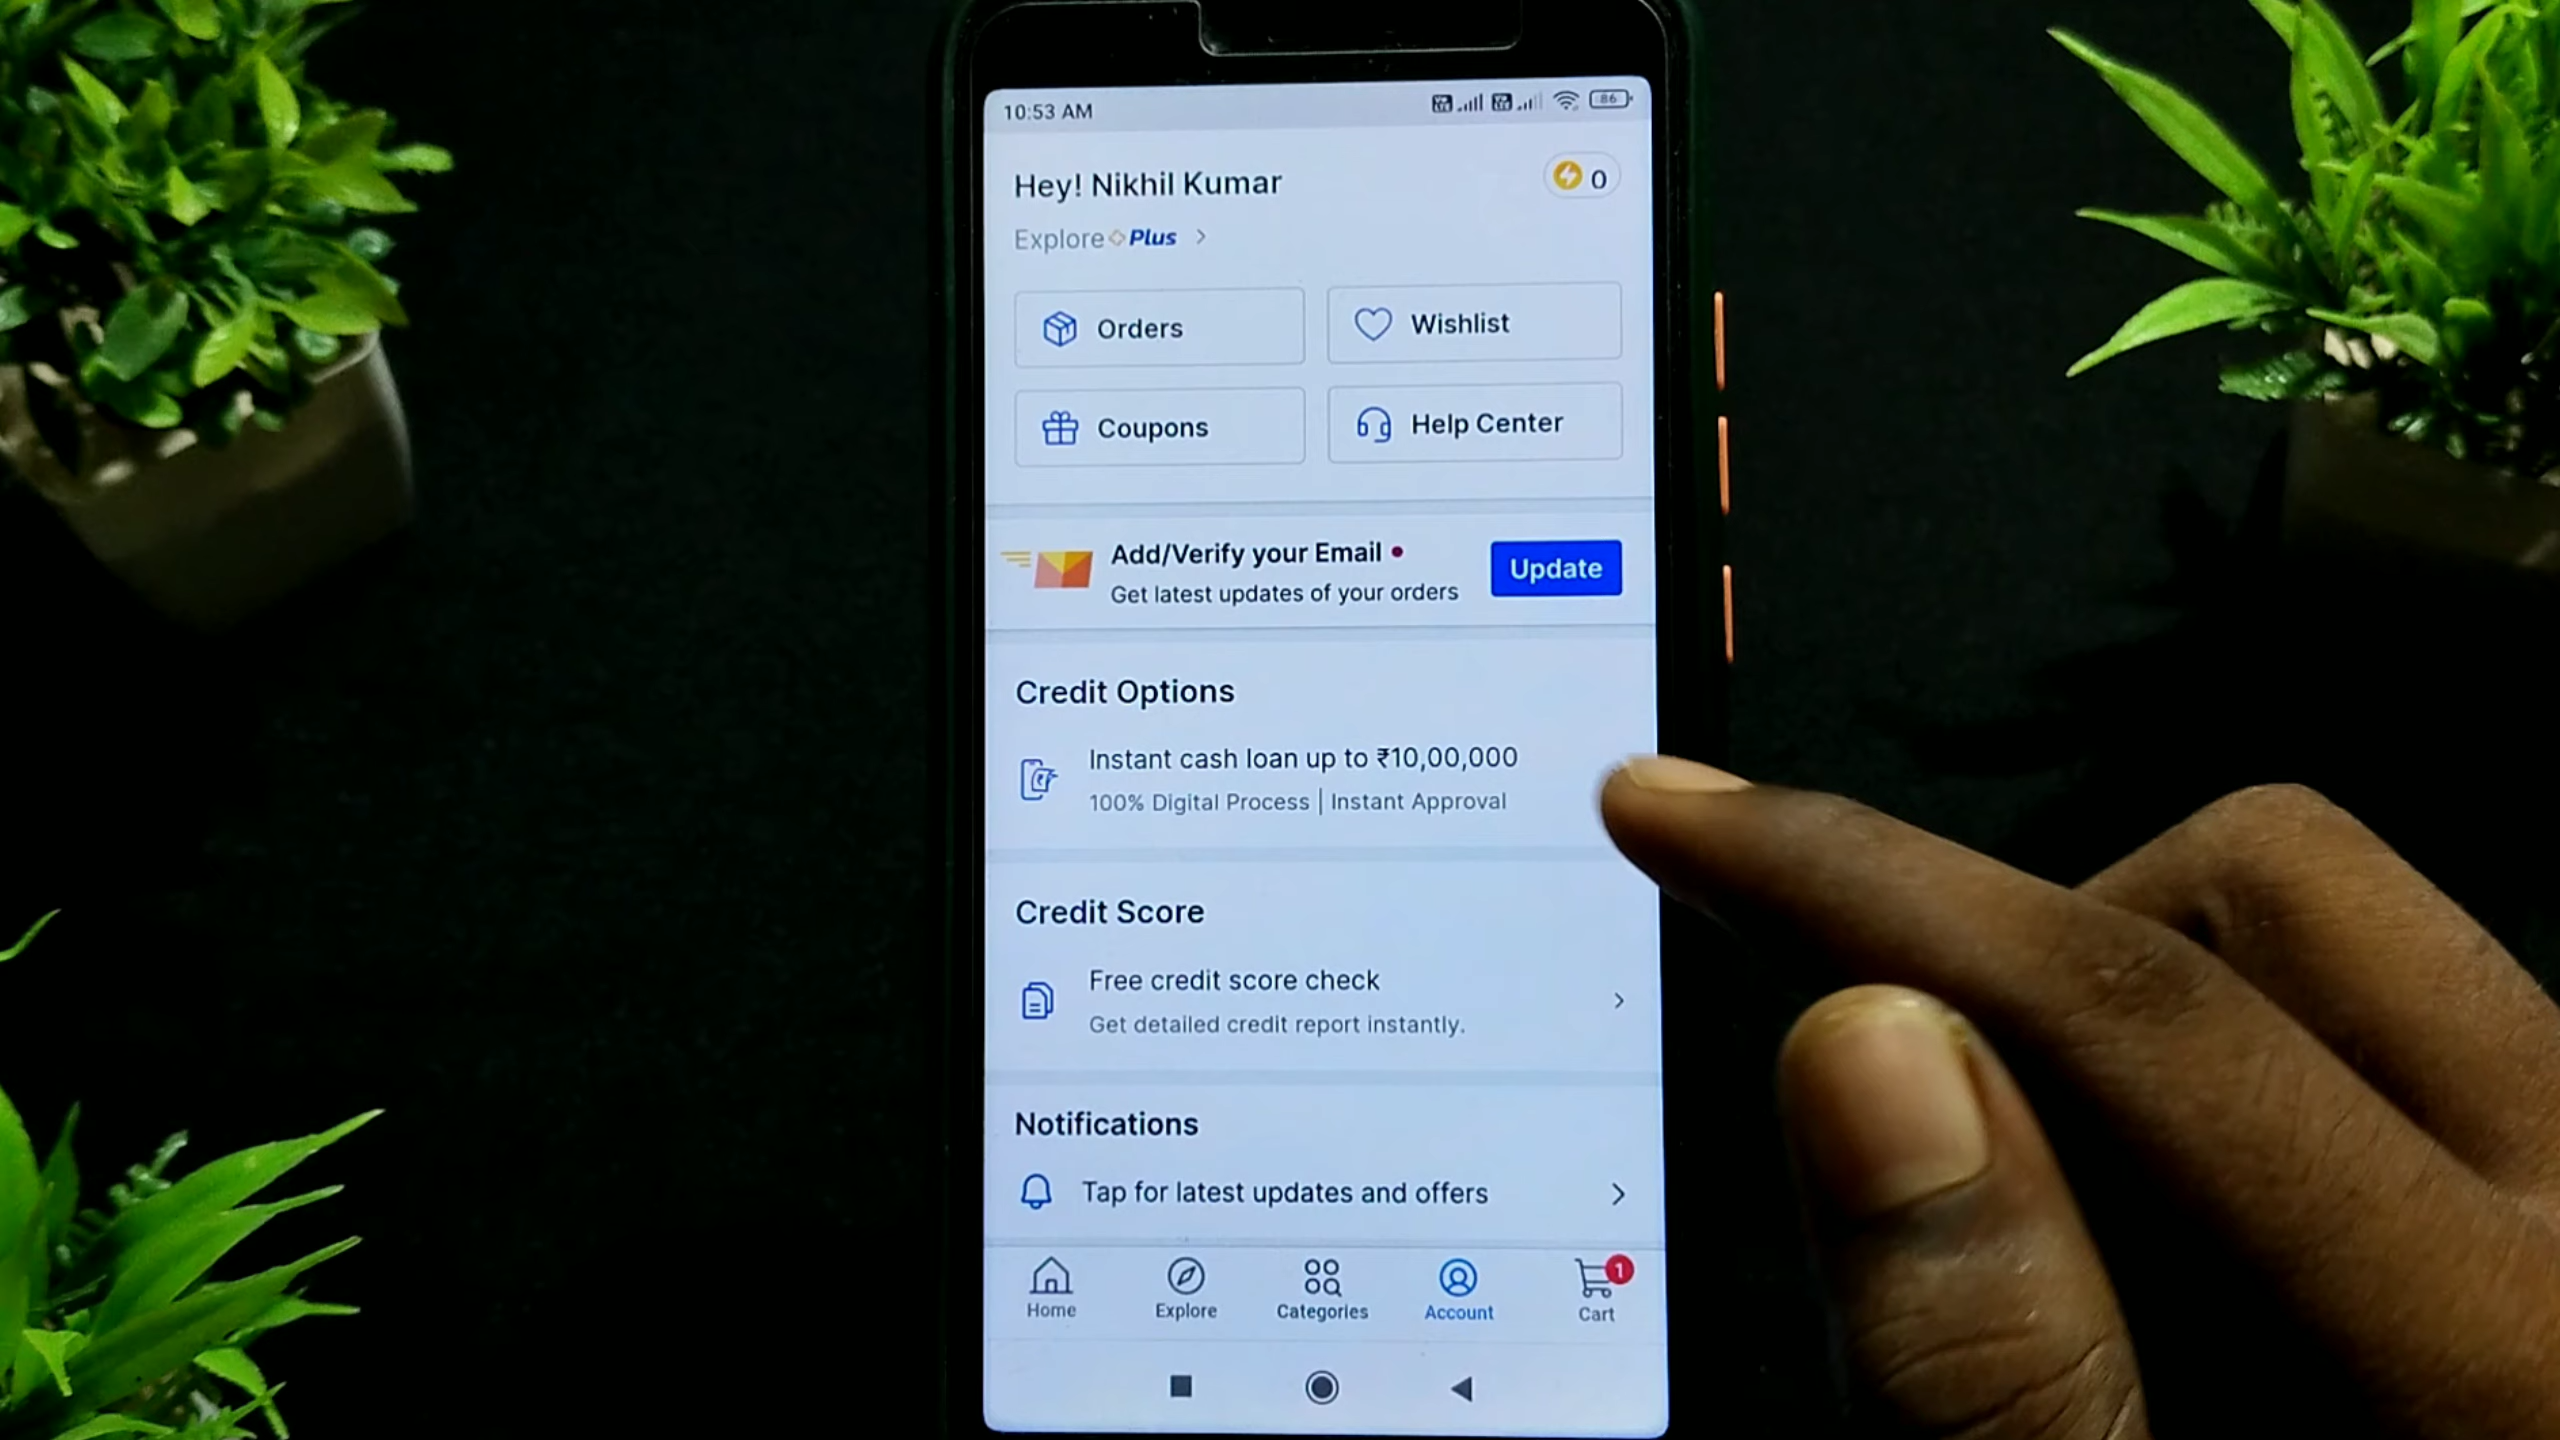 10:53 AM
86
Hey! Nikhil Kumar
0
Explore Plus
Orders
Wishlist
Coupons
Help Center
Add/Verify your Email
Get latest updates of your orders
Update
Credit Options
Instant cash loan up to ₹10,00,000
100% Digital Process | Instant Approval
Credit Score
Free credit score check
Get detailed credit report instantly.
Notifications
Tap for latest updates and offers
1
Home
Explore
Categories
Account
Cart